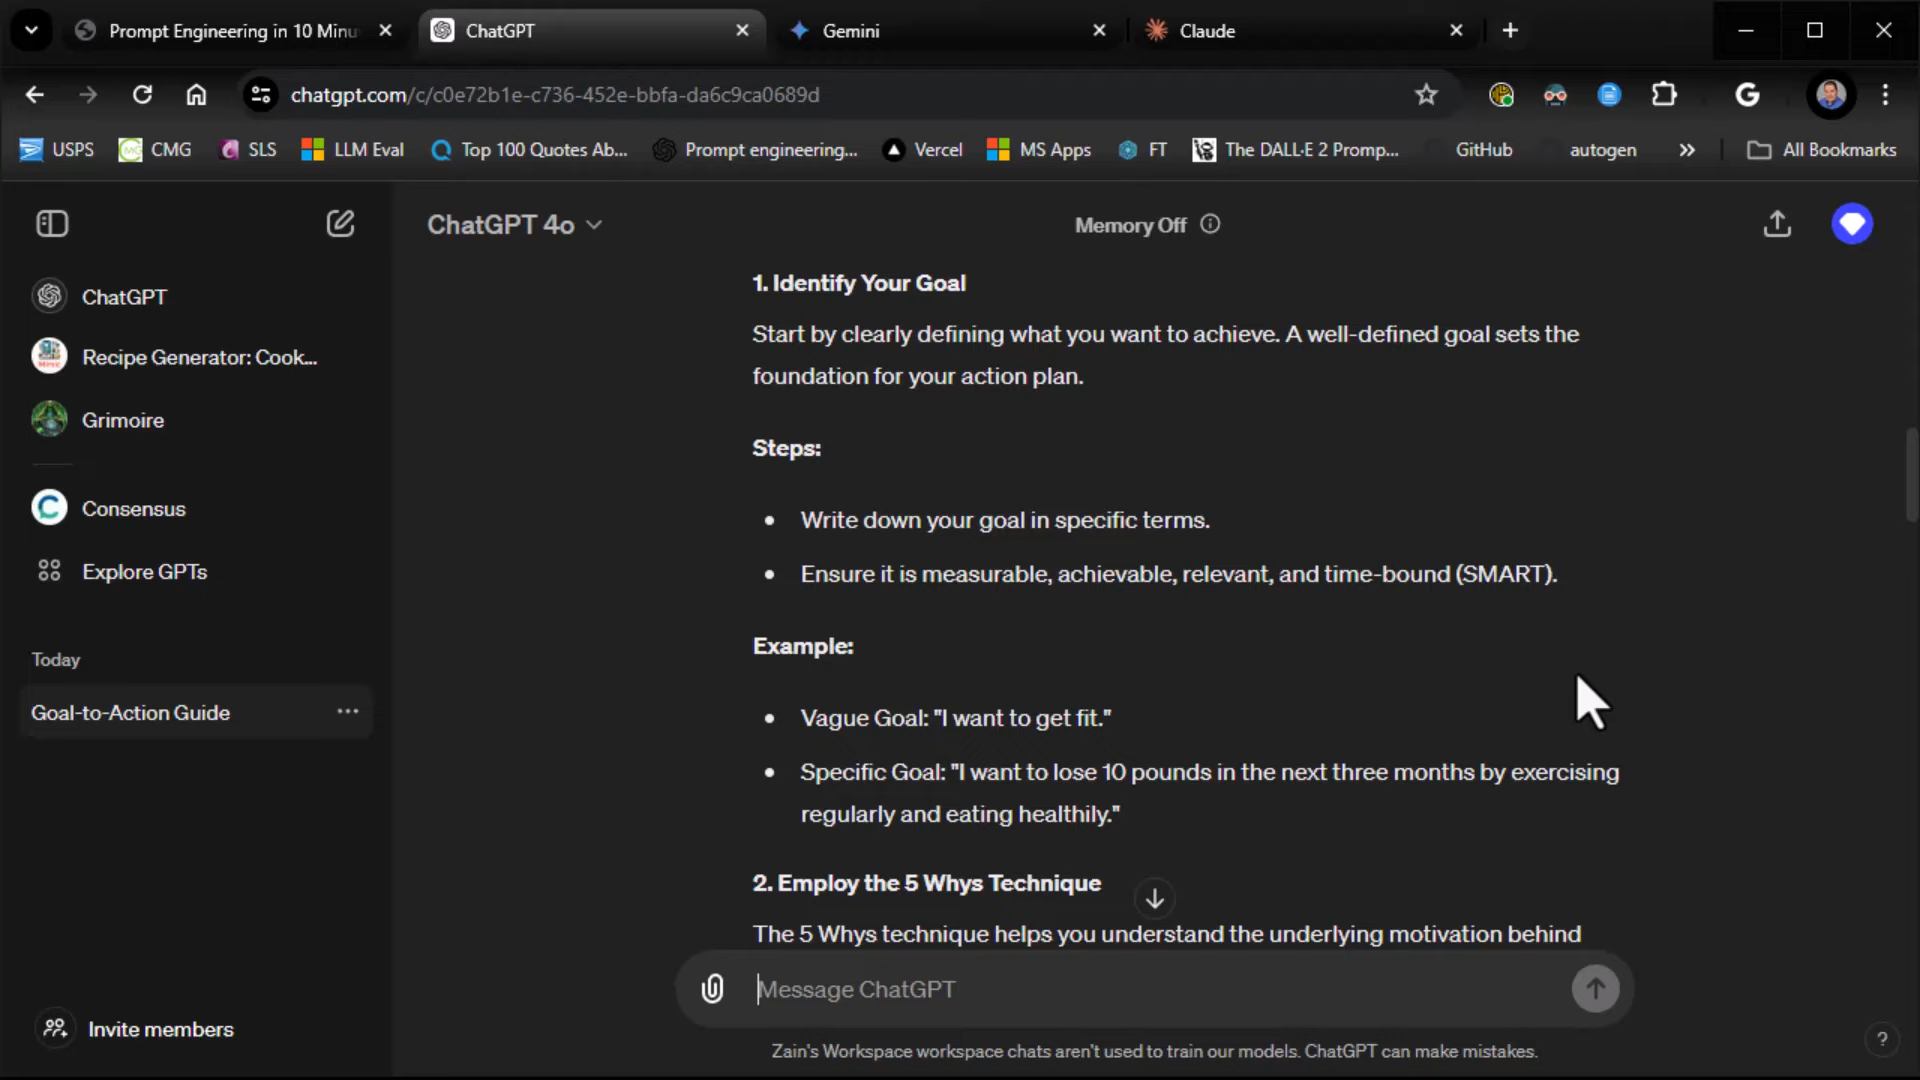 Prompt Engineering in 10 Minu
ChatGPT
Gemini
Claude
chatgpt.com/c/c0e72b1e-c736-452e-bbfa-da6c9ca0689d
USPS
CMG
SLS
LLM Eval
Top 100 Quotes Ab...
Prompt engineering...
Vercel
MS Apps
FT
The DALL·E 2 Promp...
GitHub
autogen
All Bookmarks
ChatGPT 4o
Memory Off
ChatGPT
Recipe Generator: Cook...
Grimoire
Consensus
Explore GPTs
Today
Goal-to-Action Guide
Invite members
1. Identify Your Goal
Start by clearly defining what you want to achieve. A well-defined goal sets the
foundation for your action plan.
Steps:
• Write down your goal in specific terms.
• Ensure it is measurable, achievable, relevant, and time-bound (SMART).
Example:
• Vague Goal: "I want to get fit."
• Specific Goal: "I want to lose 10 pounds in the next three months by exercising
regularly and eating healthily."
2. Employ the 5 Whys Technique
The 5 Whys technique helps you understand the underlying motivation behind
Message ChatGPT
Zain's Workspace workspace chats aren't used to train our models. ChatGPT can make mistakes.
?